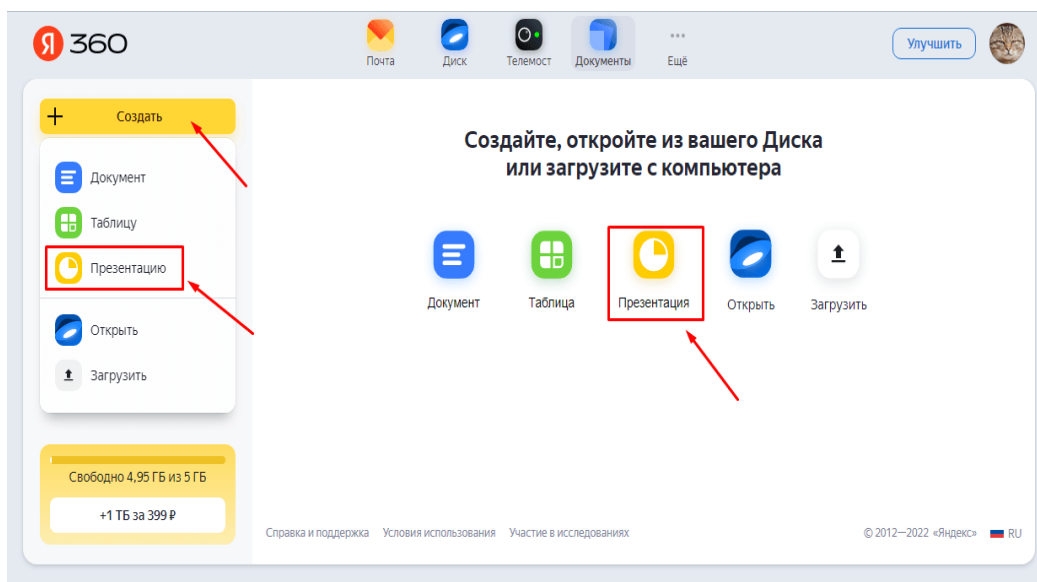 Я 360
Почта
Диск
Телемост
Документы
Ещё
Улучшить
Создать
Документ
Таблицу
Презентацию
Открыть
Загрузить
Свободно 4,95 ГБ из 5 ГБ
+1 ТБ за 399 ₽
Создайте, откройте из вашего Диска
или загрузите с компьютера
Документ
Таблица
Презентация
Открыть
Загрузить
Справка и поддержка Условия использования Участие в исследованиях
© 2012—2022 «Яндекс» RU